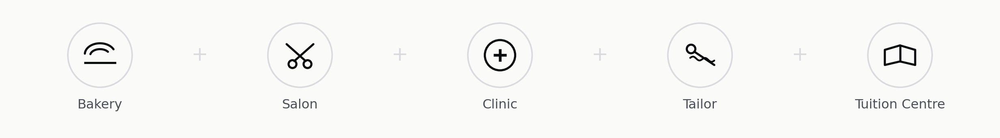 Bakery + Salon + Clinic + Tailor + Tuition Centre